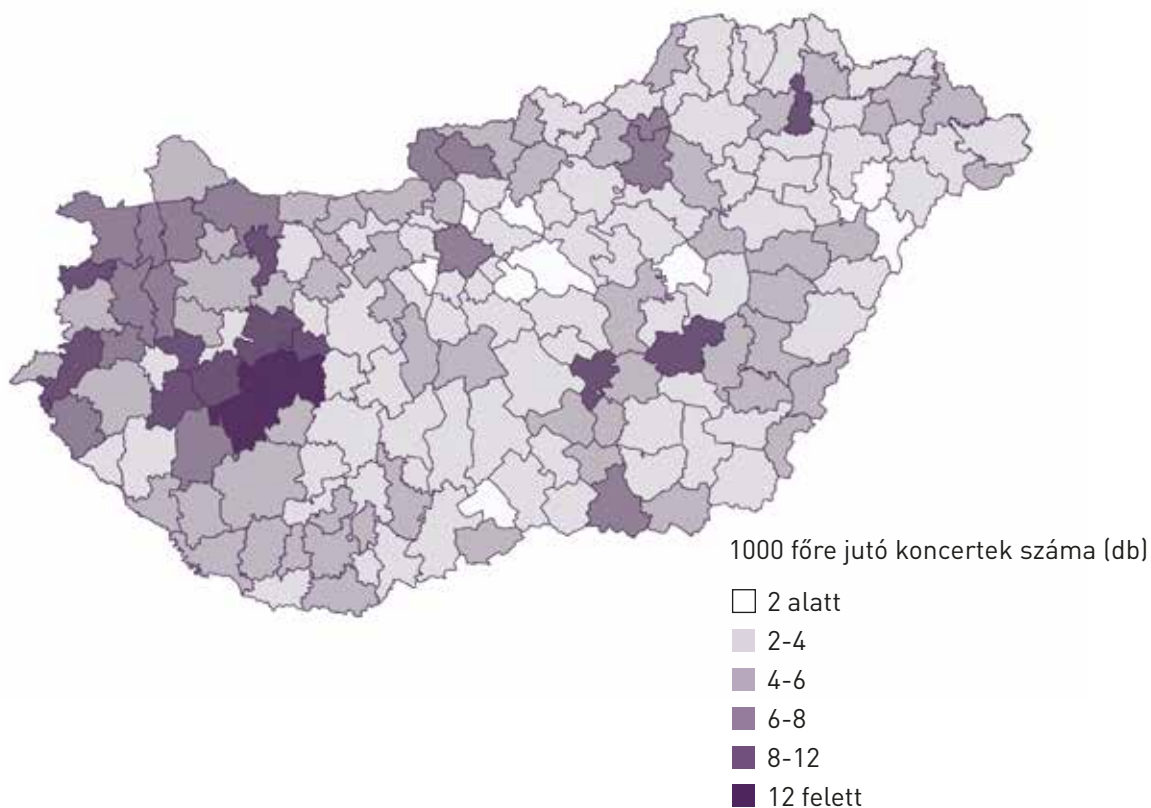 1000 főre jutó koncertek száma (db)
2 alatt
2-4
4-6
6-8
8-12
12 felett